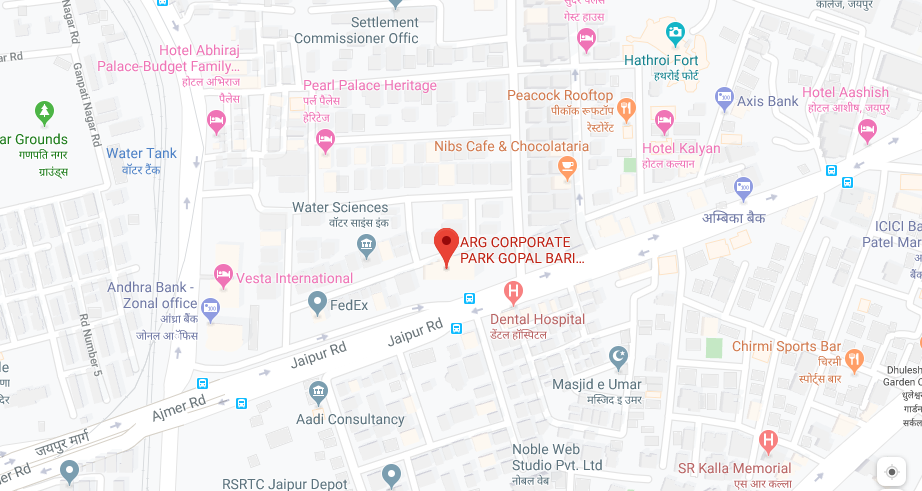 Settlement
Commissioner Offic
सुदर पैलेस
गेस्ट हाउस
कॉलेज, जयपुर
Nagar Rd
ar Rd
Ganpati Nagar Rd
Hotel Abhiraj
Palace-Budget Family...
होटल अभिराज
पैलेस
Hathroi Fort
हथरोई फोर्ट
Pearl Palace Heritage
पर्ल पैलेस
हेरिटेज
Peacock Rooftop
पीकॉक रूफटॉप
रेस्टोरेंट
Axis Bank
Hotel Aashish
होटल आशीष, जयपुर
ar Grounds
गणपति नगर
ग्राउंड्स
Water Tank
वॉटर टैंक
Nibs Cafe & Chocolataria
Hotel Kalyan
होटल कल्यान
Water Sciences
वॉटर साइंस इंक
अम्बिका बैंक
ICICI Ba
Patel Mar
ARG CORPORATE
PARK GOPAL BARI...
Vesta International
Andhra Bank -
Zonal office
आंध्रा बैंक
जोनल ऑफिस
FedEx
Dental Hospital
डेंटल हॉस्पिटल
Rd Number 5
Jaipur Rd
Jaipur Rd
Chirmi Sports Bar
चिरमी
स्पोर्ट्स बार
Masjid e Umar
मस्जिद इ उमर
Dhulesh
Garden C
गार्डन
सर्कल
Ajmer Rd
Aadi Consultancy
जयपुर मार्ग
er Rd
Noble Web
Studio Pvt. Ltd
नोबल वेब
SR Kalla Memorial
एस आर कल्ला
RSRTC Jaipur Depot